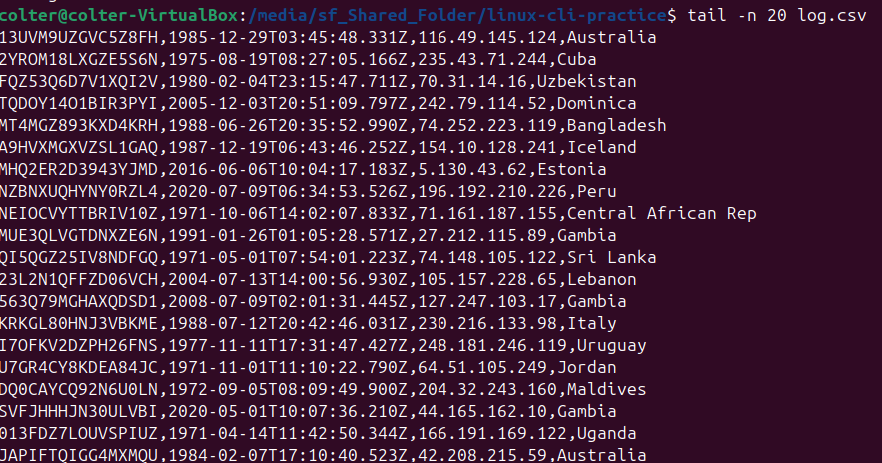 colter@colter-VirtualBox:/media/sf_Shared_Folder/linux-cli-practice$ tail -n 20 log.csv
13UVM9UZGVC5Z8FH,1985-12-29T03:45:48.331Z,116.49.145.124,Australia
2YROM18LXGZE5S6N,1975-08-19T18:27:05.166Z,235.43.71.244,Cuba
FQZ53Q6D7V1XQI2V,1980-02-04T23:15:47.711Z,70.31.14.16,Uzbekistan
TQDOY14O1BIR3PYI,2005-12-03T20:51:09.797Z,242.79.114.52,Dominica
MT4MGZ893KXD4KRH,1988-06-26T20:35:52.990Z,74.252.223.119,Bangladesh
A9HVXMGXVZSL1GAQ,1987-12-19T06:43:46.252Z,154.10.128.241,Iceland
MHQ2ER2D3943YJMD,2016-06-06T10:04:17.183Z,5.130.43.62,Estonia
NZBNXUQHYNY0RZL4,2020-07-09T06:34:53.526Z,196.192.210.226,Peru
NEIOCVYTTBRIV10Z,1971-10-06T14:02:07.833Z,71.161.187.155,Central African Rep
MUE3QLVGTDNXZE6N,1991-01-26T01:05:28.571Z,27.212.115.89,Gambia
QI5QGZ25IV8NDFGQ,1971-05-01T07:54:01.223Z,74.148.105.122,Sri Lanka
23L2N1QFFZD06VCH,2004-07-13T14:00:56.930Z,105.157.228.65,Lebanon
563Q79MGHAXQDSD1,2008-07-09T02:01:31.445Z,127.247.103.17,Gambia
KRKGL80HNJ3VBKME,1988-07-12T20:42:46.031Z,230.216.133.98,Italy
I7OFKV2DZPH26FNS,1977-11-11T17:31:47.427Z,248.181.246.119,Uruguay
U7GR4CY8KDEA84JC,1971-11-01T11:10:22.790Z,64.51.105.249,Jordan
DQ0CAYCQ92N6U0LN,1972-09-05T08:09:49.900Z,204.32.243.160,Maldives
SVFJHHHJN30ULVBI,2020-05-01T10:07:36.210Z,44.165.162.10,Gambia
013FDZ7LOUVSPIUZ,1971-04-14T11:42:50.344Z,166.191.169.122,Uganda
JAPIFTQIGG4MXMQU,1984-02-07T17:10:40.523Z,42.208.215.59,Australia